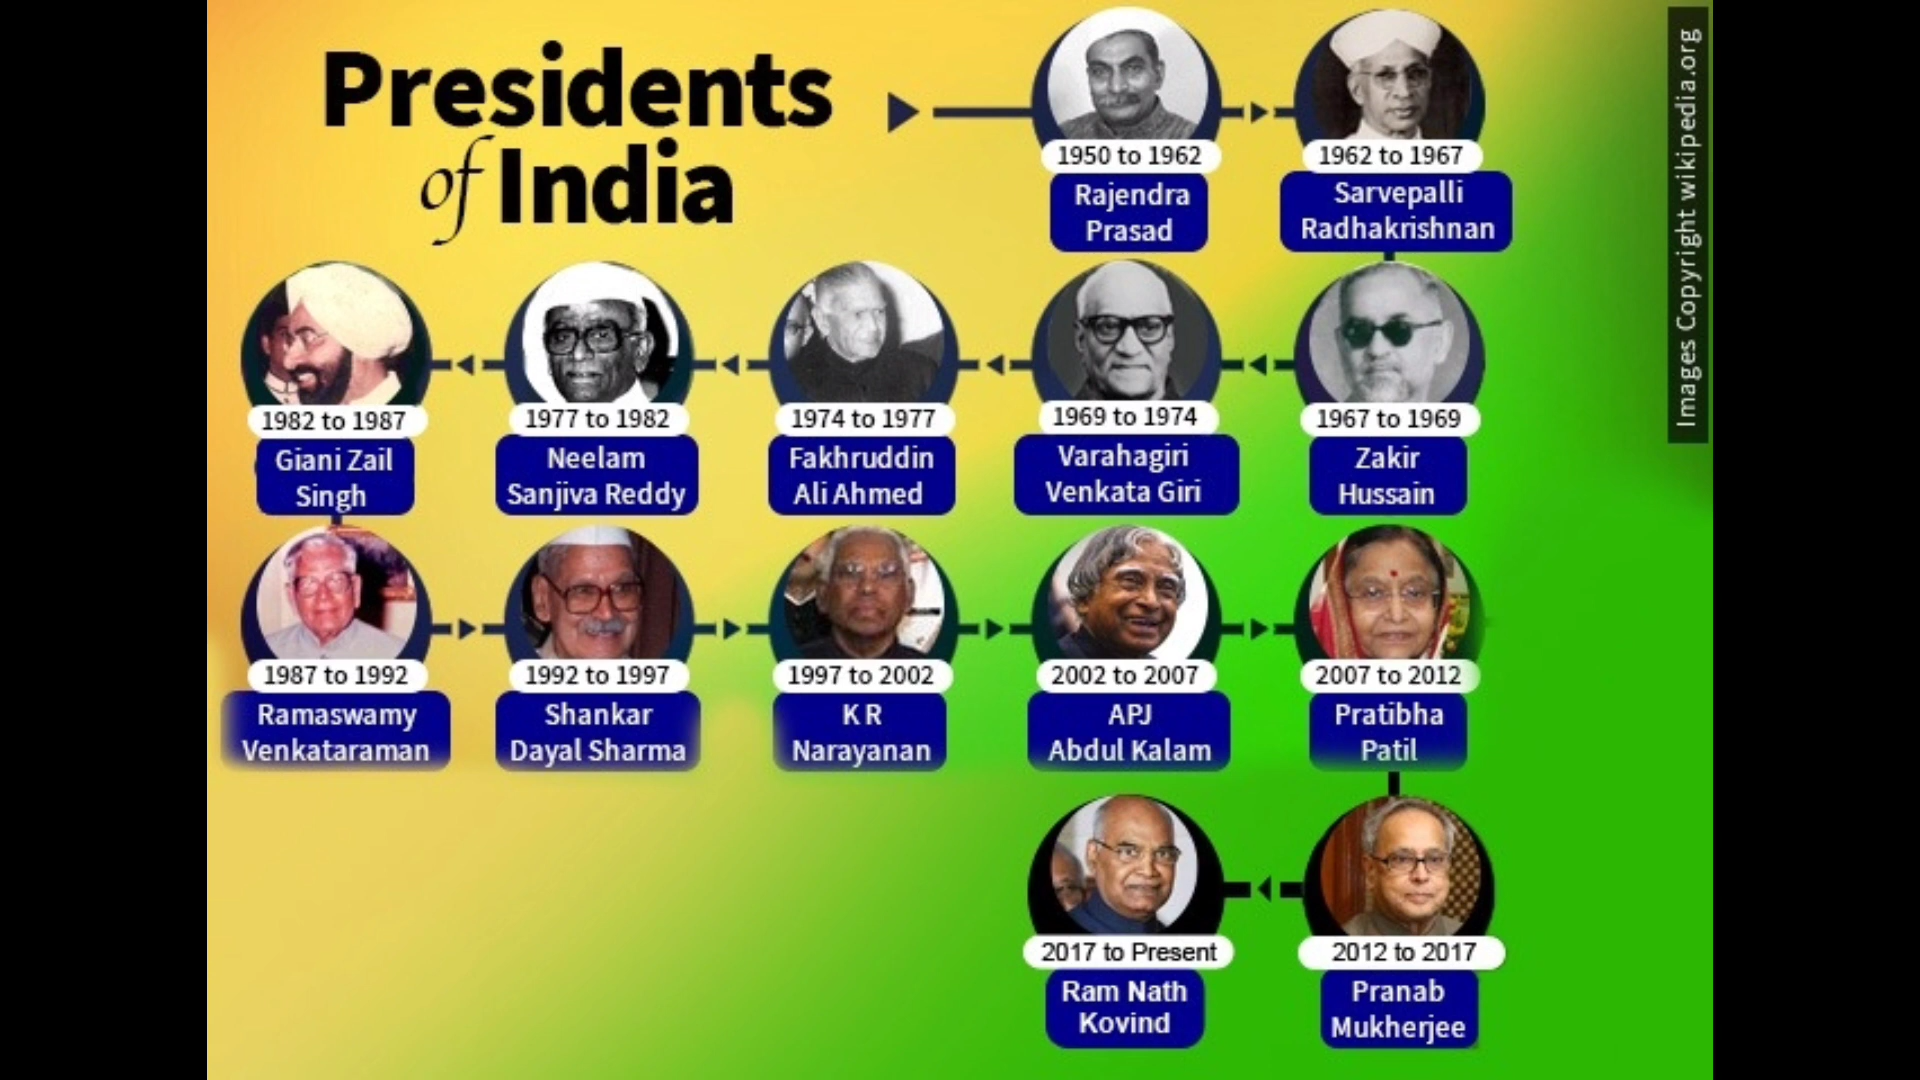 Presidents
of India
1950 to 1962
Rajendra
Prasad
1962 to 1967
Sarvepalli
Radhakrishnan
1967 to 1969
Zakir
Hussain
1969 to 1974
Varahagiri
Venkata Giri
1974 to 1977
Fakhruddin
Ali Ahmed
1977 to 1982
Neelam
Sanjiva Reddy
1982 to 1987
Giani Zail
Singh
1987 to 1992
Ramaswamy
Venkataraman
1992 to 1997
Shankar
Dayal Sharma
1997 to 2002
K R
Narayanan
2002 to 2007
APJ
Abdul Kalam
2007 to 2012
Pratibha
Patil
2012 to 2017
Pranab
Mukherjee
2017 to Present
Ram Nath
Kovind
Images Copyright wikipedia.org